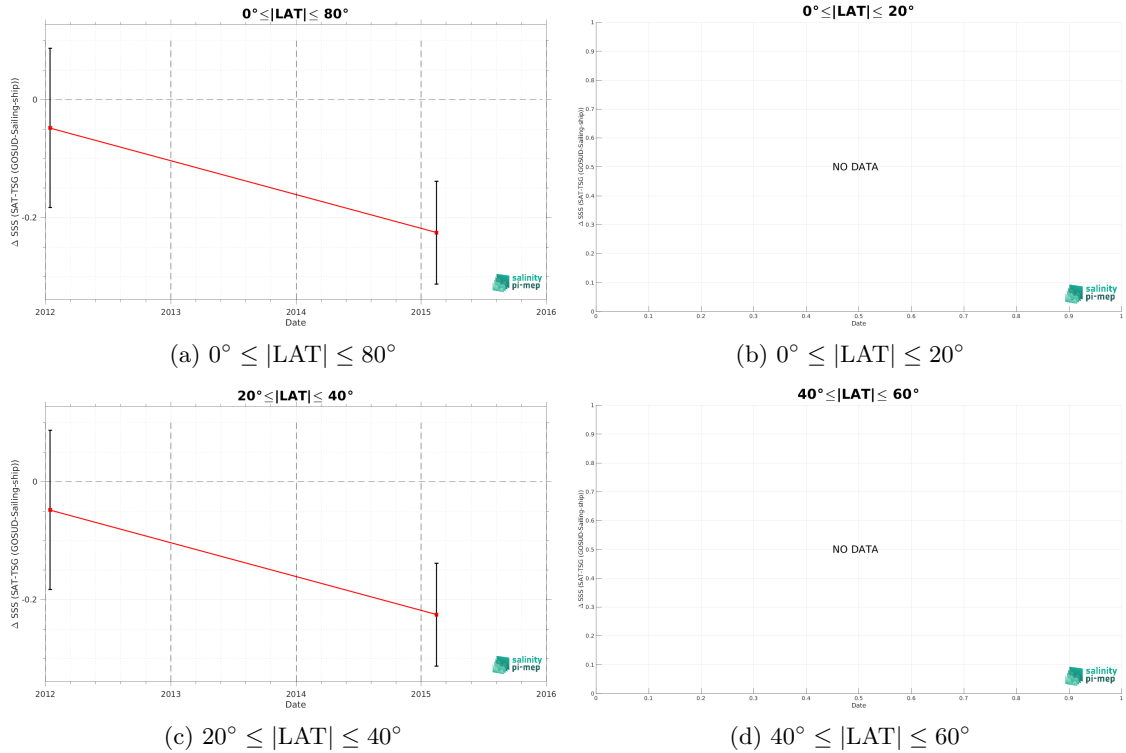 0°≤|LAT|≤ 80°
Δ SSS (SAT-TSG (GOSUD-Sailing-ship))
0
-0.2
2012 2013 2014 2015 2016
Date
salinity
pi-mep
(a) 0° ≤ |LAT| ≤ 80°
0°≤|LAT|≤ 20°
Δ SSS (SAT-TSG (GOSUD-Sailing-ship))
1
0.9
0.8
0.7
0.6
0.5
0.4
0.3
0.2
0.1
0
NO DATA
0 0.1 0.2 0.3 0.4 0.5 0.6 0.7 0.8 0.9 1
Date
salinity
pi-mep
(b) 0° ≤ |LAT| ≤ 20°
20°≤|LAT|≤ 40°
Δ SSS (SAT-TSG (GOSUD-Sailing-ship))
0
-0.2
2012 2013 2014 2015 2016
Date
salinity
pi-mep
(c) 20° ≤ |LAT| ≤ 40°
40°≤|LAT|≤ 60°
Δ SSS (SAT-TSG (GOSUD-Sailing-ship))
1
0.9
0.8
0.7
0.6
0.5
0.4
0.3
0.2
0.1
0
NO DATA
0 0.1 0.2 0.3 0.4 0.5 0.6 0.7 0.8 0.9 1
Date
salinity
pi-mep
(d) 40° ≤ |LAT| ≤ 60°